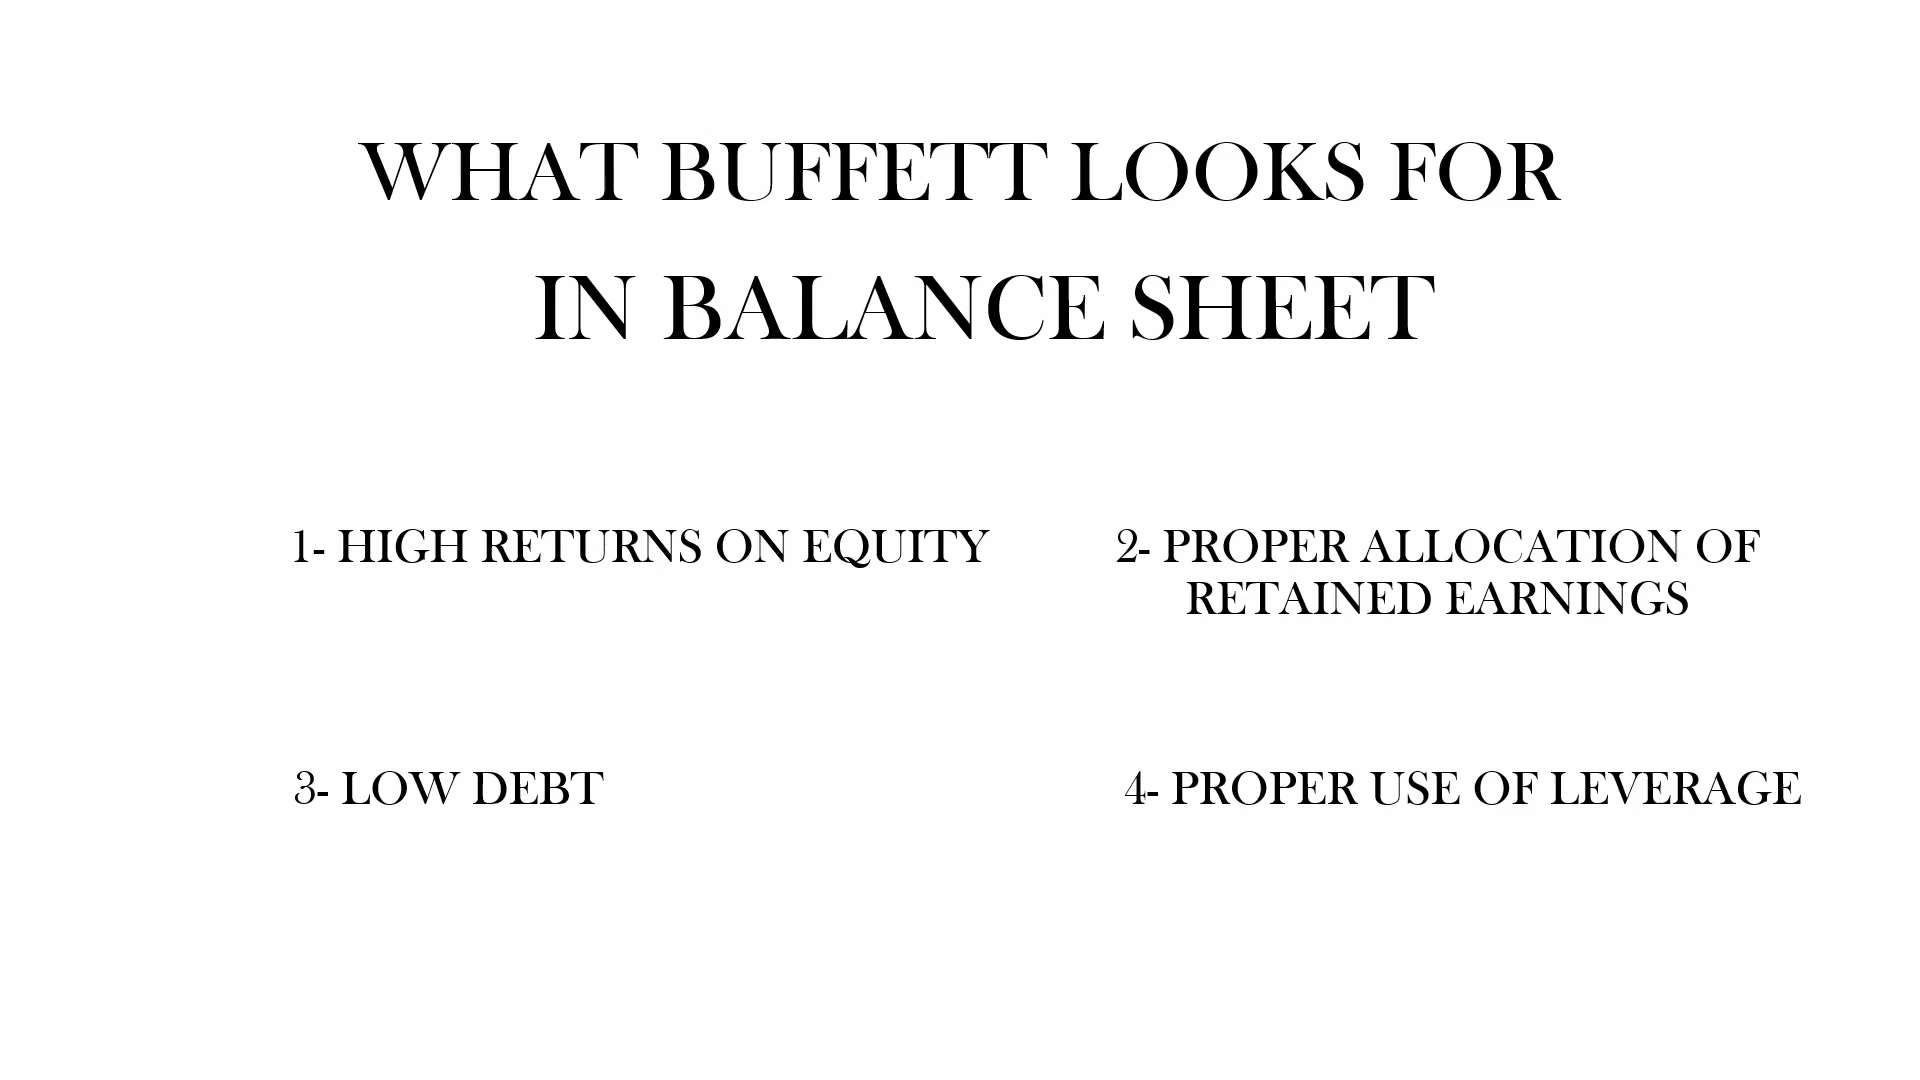 WHAT BUFFETT LOOKS FOR
IN BALANCE SHEET
1- HIGH RETURNS ON EQUITY
2- PROPER ALLOCATION OF
RETAINED EARNINGS
3- LOW DEBT
4- PROPER USE OF LEVERAGE